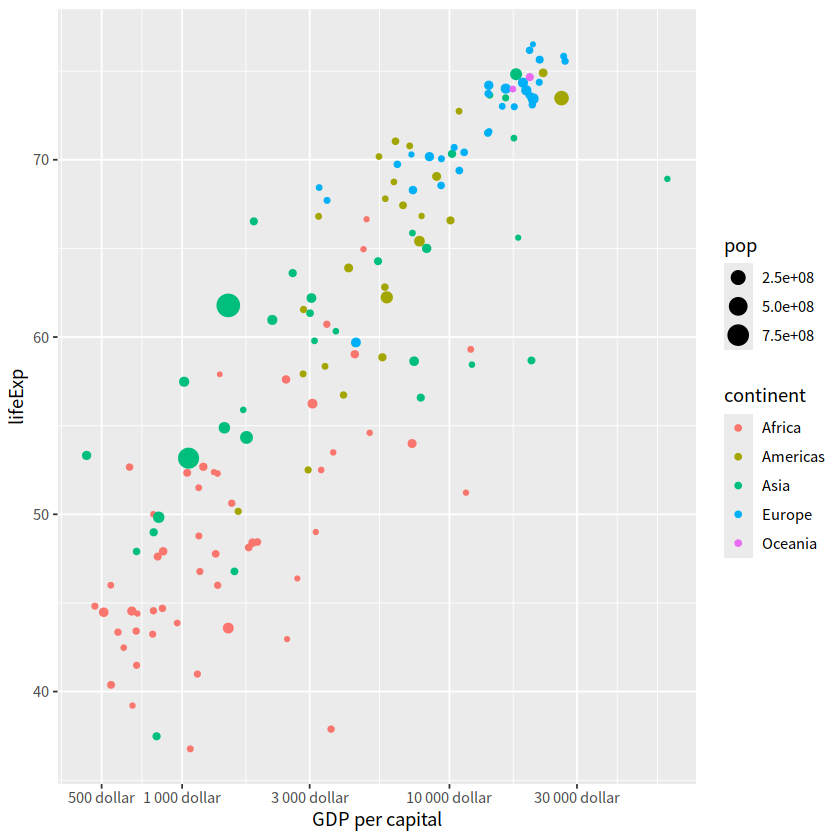 lifeExp
70
60
50
40
500 dollar 1 000 dollar 3 000 dollar 10 000 dollar 30 000 dollar
GDP per capital
pop
2.5e+08
5.0e+08
7.5e+08
continent
Africa
Americas
Asia
Europe
Oceania